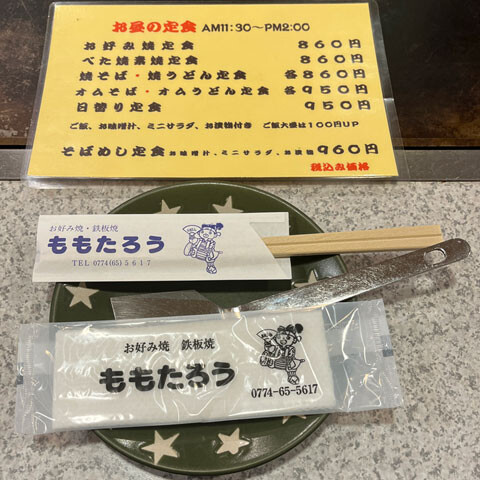 お昼の定食 AM11:30～PM2:00
お好み焼定食 860円
べた焼素焼定食 860円
焼そば・焼うどん定食 各860円
オムそば・オムうどん定食 各950円
日替り定食 950円
ご飯、お味噌汁、ミニサラダ、お漬物付き ご飯大盛は100円UP
そばめし定食 お味噌汁、ミニサラダ、お漬物 960円
税込み価格
お好み焼・鉄板焼
ももたろう
TEL 0774(65)5617
お好み焼 鉄板焼
ももたろう
0774-65-5617